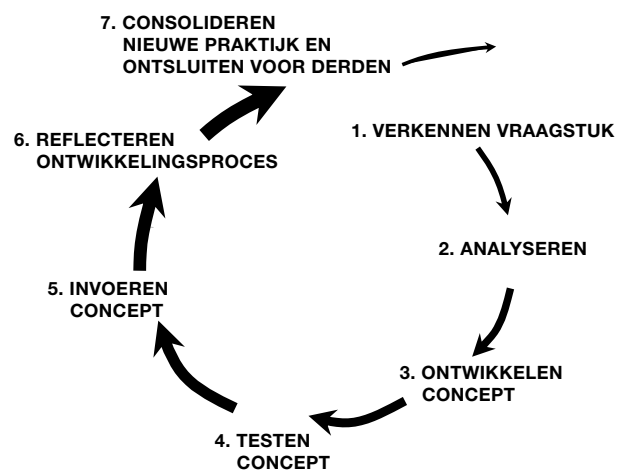 7. CONSOLIDEREN
NIEUWE PRAKTIJK EN
ONTSLUITEN VOOR DERDEN
1. VERKENNEN VRAAGSTUK
6. REFLECTEREN
ONTWIKKELINGSPROCES
2. ANALYSEREN
5. INVOEREN
CONCEPT
3. ONTWIKKELEN
CONCEPT
4. TESTEN
CONCEPT